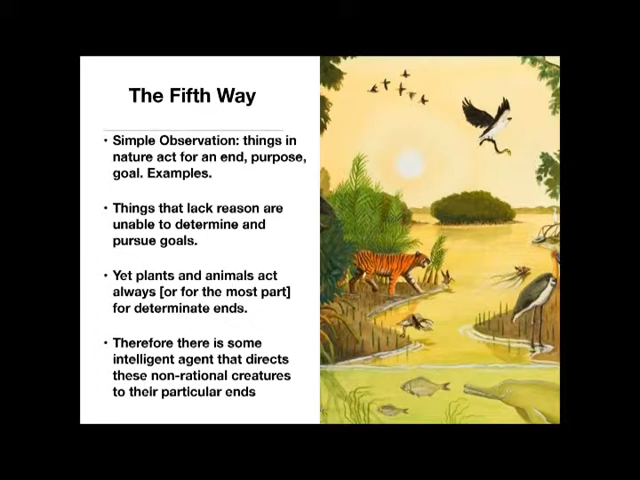 The Fifth Way
• Simple Observation: things in
nature act for an end, purpose,
goal. Examples.
• Things that lack reason are
unable to determine and
pursue goals.
• Yet plants and animals act
always [or for the most part]
for determinate ends.
• Therefore there is some
intelligent agent that directs
these non-rational creatures
to their particular ends